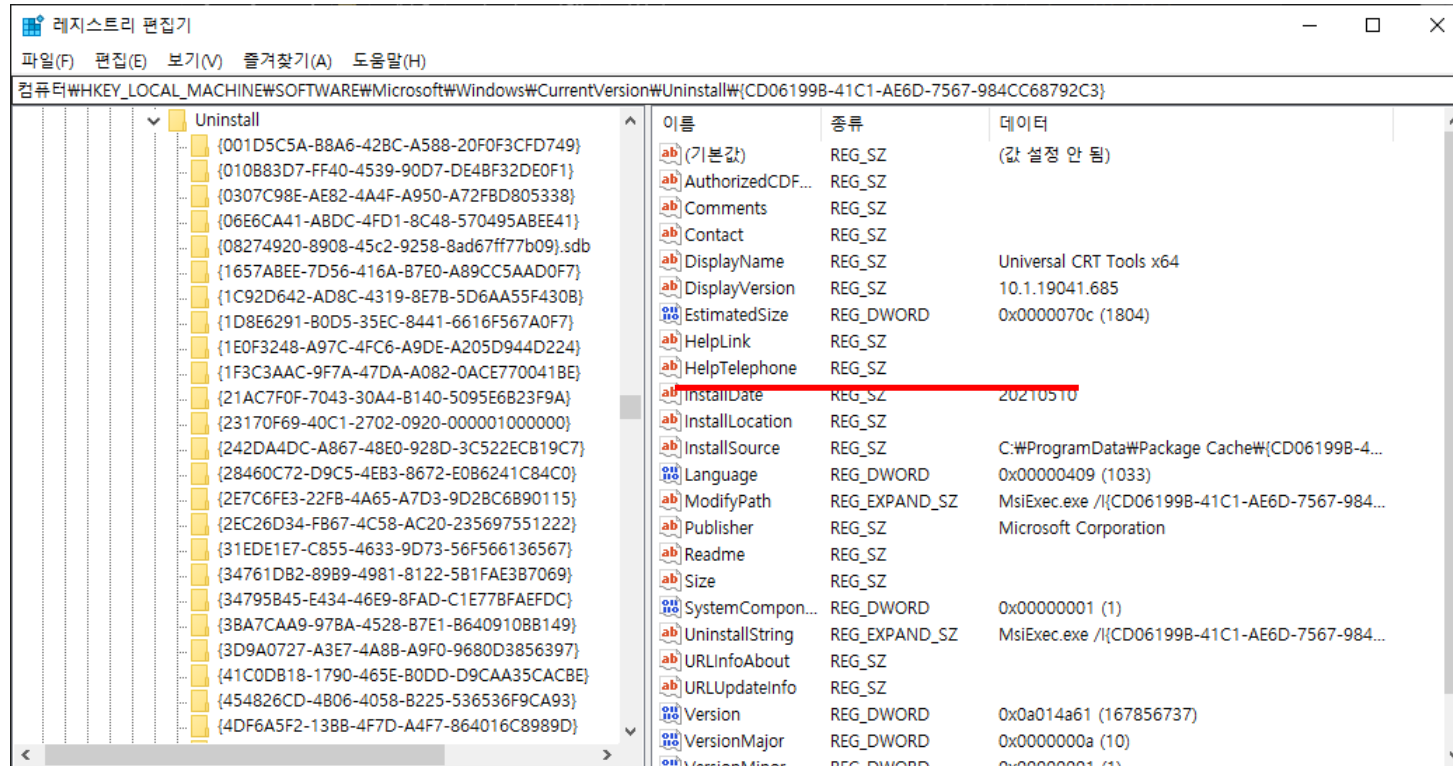 레지스트리 편집기
파일(F) 편집(E) 보기(V) 즐겨찾기(A) 도움말(H)
컴퓨터₩HKEY_LOCAL_MACHINE₩SOFTWARE₩Microsoft₩Windows₩CurrentVersion₩Uninstall₩{CD06199B-41C1-AE6D-7567-984CC68792C3}
Uninstall
{001D5C5A-B8A6-42BC-A588-20F0F3CFD749}
{010B83D7-FF40-4539-90D7-DE4BF32DE0F1}
{0307C98E-AE82-4A4F-A950-A72FBD805338}
{06E6CA41-ABDC-4FD1-8C48-570495ABEE41}
{08274920-8908-45c2-9258-8ad67ff77b09}.sdb
{1657ABEE-7D56-416A-B7E0-A89CC5AAD0F7}
{1C92D642-AD8C-4319-8E7B-5D6AA55F430B}
{1D8E6291-B0D5-35EC-8441-6616F567A0F7}
{1E0F3248-A97C-4FC6-A9DE-A205D944D224}
{1F3C3AAC-9F7A-47DA-A082-0ACE770041BE}
{21AC7F0F-7043-30A4-B140-5095E6B23F9A}
{23170F69-40C1-2702-0920-000001000000}
{242DA4DC-A867-48E0-928D-3C522ECB19C7}
{28460C72-D9C5-4EB3-8672-E0B6241C84C0}
{2E7C6FE3-22FB-4A65-A7D3-9D2BC6B90115}
{2EC26D34-FB67-4C58-AC20-235697551222}
{31EDE1E7-C855-4633-9D73-56F566136567}
{34761DB2-89B9-4981-8122-5B1FAE3B7069}
{34795B45-E434-46E9-8FAD-C1E77BFAEFDC}
{3BA7CAA9-97BA-4528-B7E1-B640910BB149}
{3D9A0727-A3E7-4A8B-A9F0-9680D3856397}
{41C0DB18-1790-465E-B0DD-D9CAA35CACBE}
{454826CD-4B06-4058-B225-536536F9CA93}
{4DF6A5F2-13BB-4F7D-A4F7-864016C8989D}
이름 종류 데이터
(기본값) REG_SZ (값 설정 안 됨)
AuthorizedCDF... REG_SZ
Comments REG_SZ
Contact REG_SZ
DisplayName REG_SZ Universal CRT Tools x64
DisplayVersion REG_SZ 10.1.19041.685
EstimatedSize REG_DWORD 0x0000070c (1804)
HelpLink REG_SZ
HelpTelephone REG_SZ
InstallDate REG_SZ 20210510
InstallLocation REG_SZ
InstallSource REG_SZ C:₩ProgramData₩Package Cache₩{CD06199B-4...
Language REG_DWORD 0x00000409 (1033)
ModifyPath REG_EXPAND_SZ MsiExec.exe /I{CD06199B-41C1-AE6D-7567-984...
Publisher REG_SZ Microsoft Corporation
Readme REG_SZ
Size REG_SZ
SystemCompon... REG_DWORD 0x00000001 (1)
UninstallString REG_EXPAND_SZ MsiExec.exe /I{CD06199B-41C1-AE6D-7567-984...
URLInfoAbout REG_SZ
URLUpdateInfo REG_SZ
Version REG_DWORD 0x0a014a61 (167856737)
VersionMajor REG_DWORD 0x0000000a (10)
VersionMinor REG_DWORD 0x00000001 (1)